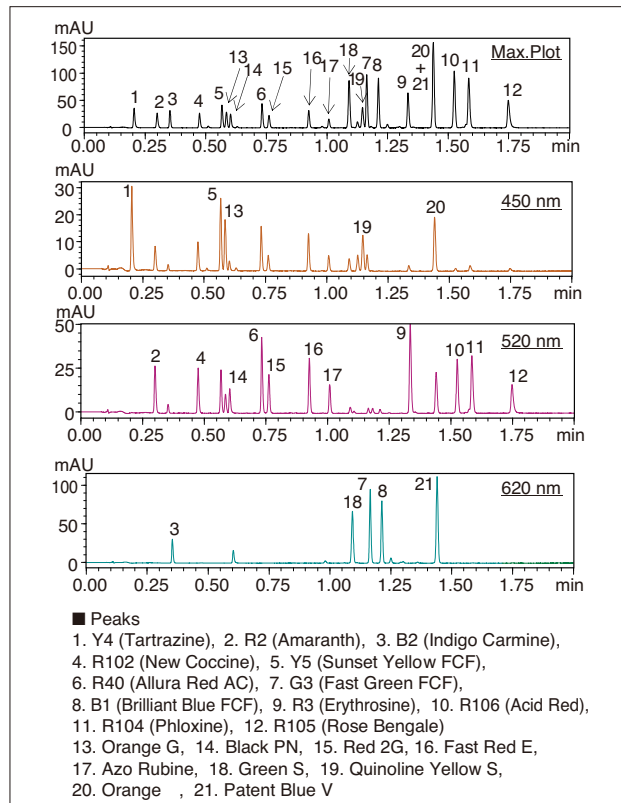 mAU
150
100
50
0
13
14
5
15
16
17
18
19
7
8
20
+
21
9
10
11
12
1
2
3
4
6
Max.Plot
0.00 0.25 0.50 0.75 1.00 1.25 1.50 1.75 min
mAU
30
20
10
0
1
5
13
19
20
450 nm
0.00 0.25 0.50 0.75 1.00 1.25 1.50 1.75 min
mAU
50
25
0
2
4
14
6
15
16
17
9
10
11
12
520 nm
0.00 0.25 0.50 0.75 1.00 1.25 1.50 1.75 min
mAU
100
50
0
3
18
7
8
21
620 nm
0.00 0.25 0.50 0.75 1.00 1.25 1.50 1.75 min
■ Peaks
1. Y4 (Tartrazine), 2. R2 (Amaranth), 3. B2 (Indigo Carmine),
4. R102 (New Coccine), 5. Y5 (Sunset Yellow FCF),
6. R40 (Allura Red AC), 7. G3 (Fast Green FCF),
8. B1 (Brilliant Blue FCF), 9. R3 (Erythrosine), 10. R106 (Acid Red),
11. R104 (Phloxine), 12. R105 (Rose Bengale)
13. Orange G, 14. Black PN, 15. Red 2G, 16. Fast Red E,
17. Azo Rubine, 18. Green S, 19. Quinoline Yellow S,
20. Orange , 21. Patent Blue V